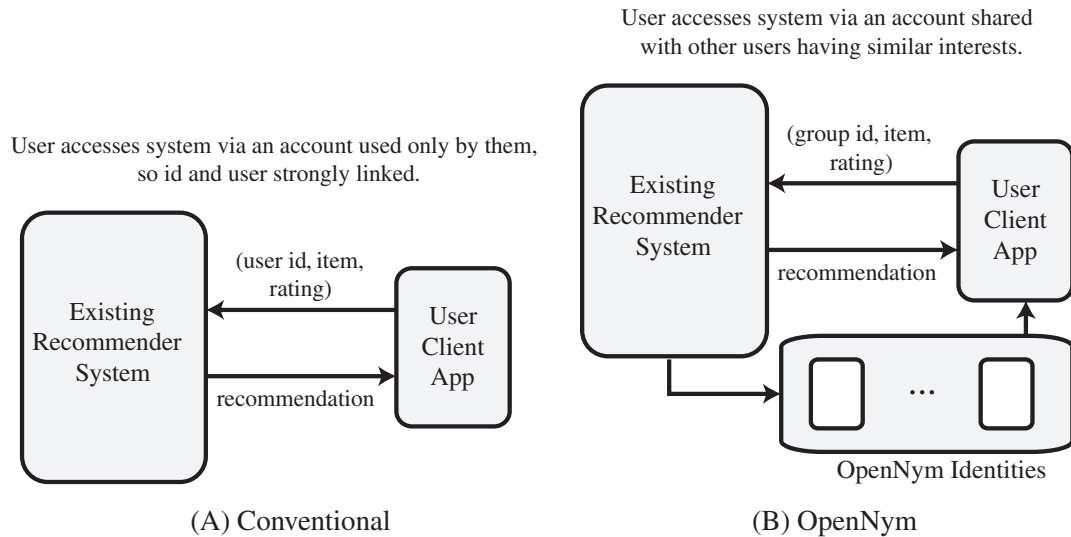 User accesses system via an account used only by them,
so id and user strongly linked.
Existing
Recommender
System
(user id, item,
rating)
recommendation
User
Client
App
(A) Conventional
User accesses system via an account shared
with other users having similar interests.
Existing
Recommender
System
(group id, item,
rating)
recommendation
User
Client
App
...
OpenNym Identities
(B) OpenNym